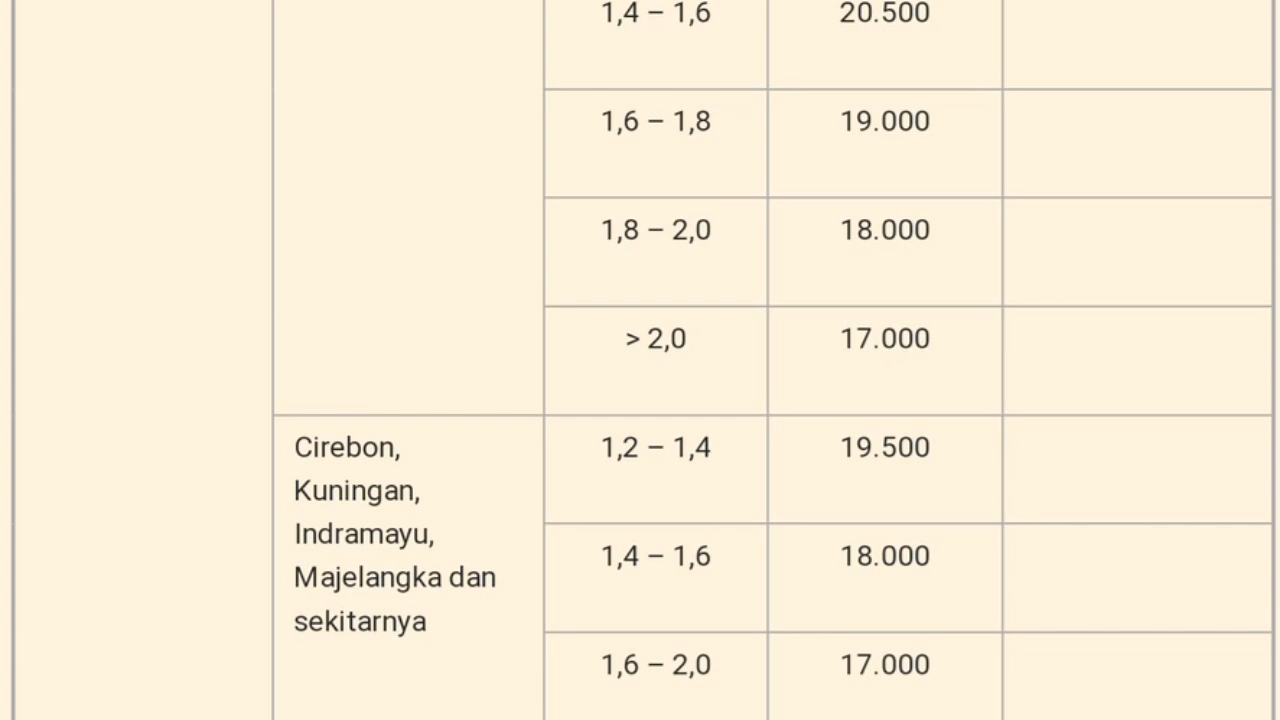 1,4 – 1,6 20.500
1,6 – 1,8 19.000
1,8 – 2,0 18.000
> 2,0 17.000
Cirebon, 1,2 – 1,4 19.500
Kuningan,
Indramayu,
1,4 – 1,6 18.000
Majelangka dan
sekitarnya
1,6 – 2,0 17.000